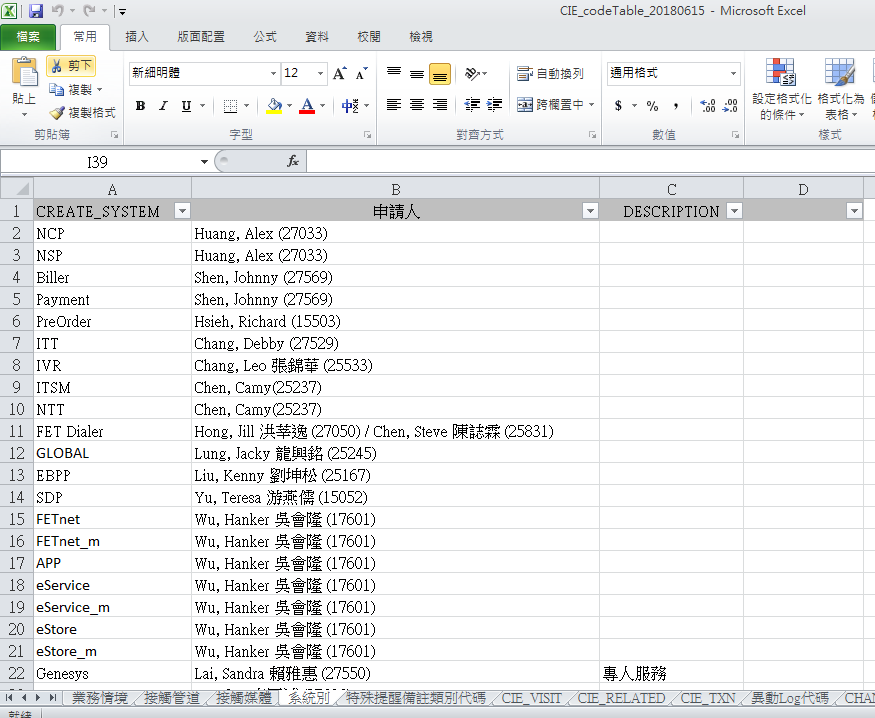 CIE_codeTable_20180615 - Microsoft Excel
檔案 常用 插入 版面配置 公式 資料 校閱 檢視
貼上 剪下 複製 複製格式 剪貼簿
新細明體 12 B I U 中 字型
自動換列 跨欄置中 對齊方式
通用格式 $ % , 數值
設定格式化的條件 格式化為表格 樣式
I39 fx
A B C D
1 CREATE_SYSTEM 申請人 DESCRIPTION
2 NCP Huang, Alex (27033)
3 NSP Huang, Alex (27033)
4 Biller Shen, Johnny (27569)
5 Payment Shen, Johnny (27569)
6 PreOrder Hsieh, Richard (15503)
7 ITT Chang, Debby (27529)
8 IVR Chang, Leo 張錦華 (25533)
9 ITSM Chen, Camy(25237)
10 NTT Chen, Camy(25237)
11 FET Dialer Hong, Jill 洪莘逸 (27050) / Chen, Steve 陳誌霖 (25831)
12 GLOBAL Lung, Jacky 龍興銘 (25245)
13 EBPP Liu, Kenny 劉坤松 (25167)
14 SDP Yu, Teresa 游燕儒 (15052)
15 FETnet Wu, Hanker 吳會隆 (17601)
16 FETnet_m Wu, Hanker 吳會隆 (17601)
17 APP Wu, Hanker 吳會隆 (17601)
18 eService Wu, Hanker 吳會隆 (17601)
19 eService_m Wu, Hanker 吳會隆 (17601)
20 eStore Wu, Hanker 吳會隆 (17601)
21 eStore_m Wu, Hanker 吳會隆 (17601)
22 Genesys Lai, Sandra 賴雅惠 (27550) 專人服務
業務情境 接觸管道 接觸媒體 系統別 特殊提醒備註類別代碼 CIE_VISIT CIE_RELATED CIE_TXN 異動Log代碼 CHAN
就緒